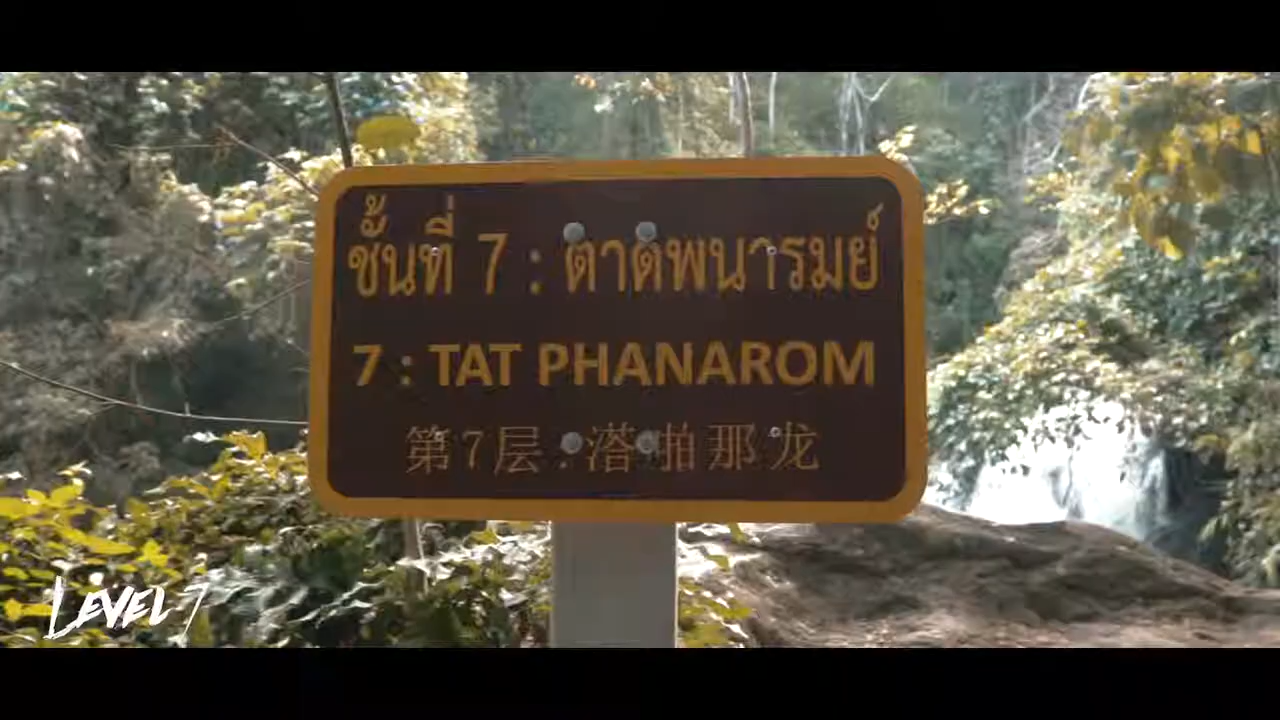 ชั้นที่ 7 : ตาดพนารมย์
7 : TAT PHANAROM
第7层:溚拍那龙
LEVEL 7